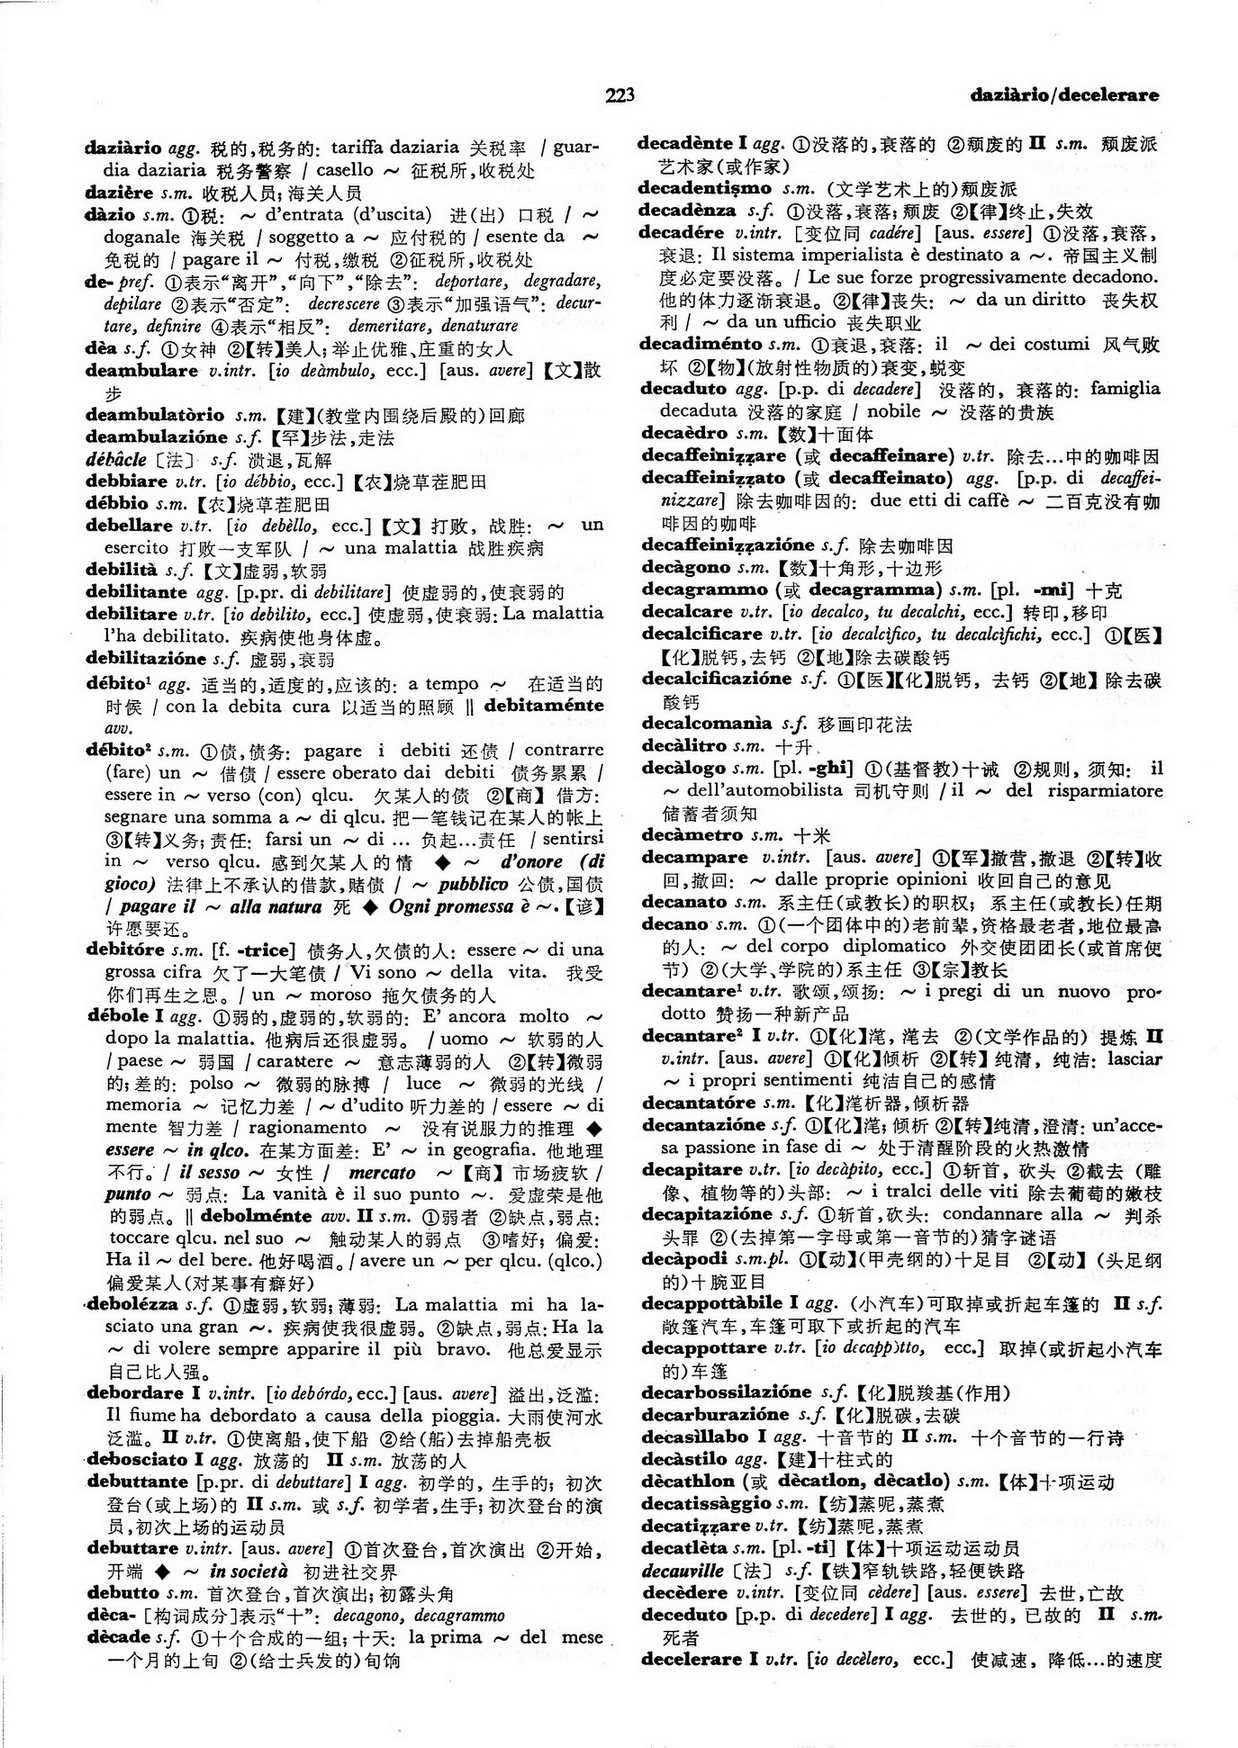 223
daziàrio/decelerare
daziàrio agg. 税的,税务的: tariffa daziaria 关税率 / guar-
dia daziaria 税务警察 / casello ~ 征税所,收税处
dazière s.m. 收税人员; 海关人员
dàzio s.m. ①税: ~ d'entrata (d'uscita) 进(出) 口税 / ~
doganale 海关税 / soggetto a ~ 应付税的 / esente da ~
免税的 / pagare il ~ 付税,缴税 ②征税所,收税处
de- pref. ①表示“离开”,“向下”,“除去”: deportare, degradare,
depilare ②表示“否定”: decrescere ③表示“加强语气”: decur-
tare, definire ④表示“相反”: demeritare, denaturare
dèa s.f. ①女神 ②【转】美人; 举止优雅、庄重的女人
deambulare v.intr. [io deàmbulo, ecc.] [aus. avere] 【文】散
步
deambulatòrio s.m. 【建】(教堂内围绕后殿的)回廊
deambulazióne s.f. 【罕】步法,走法
débâcle 〔法〕 s.f. 溃退,瓦解
debbiare v.tr. [io débbio, ecc.] 【农】烧草茬肥田
débbio s.m. 【农】烧草茬肥田
debellare v.tr. [io debèllo, ecc.] 【文】 打败, 战胜: ~ un
esercito 打败一支军队 / ~ una malattia 战胜疾病
debilità s.f. 【文】虚弱,软弱
debilitante agg. [p.pr. di debilitare] 使虚弱的,使衰弱的
debilitare v.tr. [io debìlito, ecc.] 使虚弱,使衰弱: La malattia
l'ha debilitato. 疾病使他身体虚。
debilitazióne s.f. 虚弱,衰弱
débito¹ agg. 适当的,适度的,应该的: a tempo ~ 在适当的
时侯 / con la debita cura 以适当的照顾 ‖ debitaménte
avv.
débito² s.m. ①债,债务: pagare i debiti 还债 / contrarre
(fare) un ~ 借债 / essere oberato dai debiti 债务累累 /
essere in ~ verso (con) qlcu. 欠某人的债 ②【商】 借方:
segnare una somma a ~ di qlcu. 把一笔钱记在某人的帐上
③【转】义务; 责任: farsi un ~ di ... 负起...责任 / sentirsi
in ~ verso qlcu. 感到欠某人的情 ◆ ~ d'onore (di
gioco) 法律上不承认的借款,赌债 / ~ pubblico 公债,国债
/ pagare il ~ alla natura 死 ◆ Ogni promessa è ~. 【谚】
许愿要还。
debitóre s.m. [f. -trice] 债务人,欠债的人: essere ~ di una
grossa cifra 欠了一大笔债 / Vi sono ~ della vita. 我受
你们再生之恩。 / un ~ moroso 拖欠债务的人
débole I agg. ①弱的,虚弱的,软弱的: E' ancora molto ~
dopo la malattia. 他病后还很虚弱。 / uomo ~ 软弱的人
/ paese ~ 弱国 / carattere ~ 意志薄弱的人 ②【转】微弱
的; 差的: polso ~ 微弱的脉搏 / luce ~ 微弱的光线 /
memoria ~ 记忆力差 / ~ d'udito 听力差的 / essere ~ di
mente 智力差 / ragionamento ~ 没有说服力的推理 ◆
essere ~ in qlco. 在某方面差: E' ~ in geografia. 他地理
不行。 / il sesso ~ 女性 / mercato ~ 【商】 市场疲软 /
punto ~ 弱点: La vanità è il suo punto ~. 爱虚荣是他
的弱点。 ‖ debolménte avv. II s.m. ①弱者 ②缺点,弱点:
toccare qlcu. nel suo ~ 触动某人的弱点 ③嗜好; 偏爱:
Ha il ~ del bere. 他好喝酒。 / avere un ~ per qlcu. (qlco.)
偏爱某人(对某事有癖好)
debolézza s.f. ①虚弱,软弱; 薄弱: La malattia mi ha la-
sciato una gran ~. 疾病使我很虚弱。 ②缺点,弱点: Ha la
~ di volere sempre apparire il più bravo. 他总爱显示
自己比人强。
debordare I v.intr. [io debórdo, ecc.] [aus. avere] 溢出,泛滥:
Il fiume ha debordato a causa della pioggia. 大雨使河水
泛滥。 II v.tr. ①使离船,使下船 ②给(船)去掉船壳板
debosciato I agg. 放荡的 II s.m. 放荡的人
debuttante [p.pr. di debuttare] I agg. 初学的, 生手的; 初次
登台(或上场)的 II s.m. 或 s.f. 初学者,生手; 初次登台的演
员,初次上场的运动员
debuttare v.intr. [aus. avere] ①首次登台,首次演出 ②开始,
开端 ◆ ~ in società 初进社交界
debutto s.m. 首次登台,首次演出; 初露头角
dèca- [构词成分]表示“十”: decagono, decagrammo
dècade s.f. ①十个合成的一组; 十天: la prima ~ del mese
一个月的上旬 ②(给士兵发的)旬饷
decadènte I agg. ①没落的,衰落的 ②颓废的 II s.m. 颓废派
艺术家(或作家)
decadentiṣmo s.m. (文学艺术上的)颓废派
decadènza s.f. ①没落,衰落; 颓废 ②【律】终止,失效
decadére v.intr. [变位同 cadére] [aus. essere] ①没落,衰落,
衰退: Il sistema imperialista è destinato a ~. 帝国主义制
度必定要没落。 / Le sue forze progressivamente decadono.
他的体力逐渐衰退。 ②【律】丧失: ~ da un diritto 丧失权
利 / ~ da un ufficio 丧失职业
decadiménto s.m. ①衰退,衰落: il ~ dei costumi 风气败
坏 ②【物】(放射性物质的)衰变,蜕变
decaduto agg. [p.p. di decadere] 没落的, 衰落的: famiglia
decaduta 没落的家庭 / nobile ~ 没落的贵族
decaèdro s.m. 【数】十面体
decaffeiniẓẓare (或 decaffeinare) v.tr. 除去...中的咖啡因
decaffeiniẓẓato (或 decaffeinato) agg. [p.p. di decaffei-
nizzare] 除去咖啡因的: due etti di caffè ~ 二百克没有咖
啡因的咖啡
decaffeiniẓẓazióne s.f. 除去咖啡因
decàgono s.m. 【数】十角形,十边形
decagrammo (或 decagramma) s.m. [pl. -mi] 十克
decalcare v.tr. [io decalco, tu decalchi, ecc.] 转印,移印
decalcificare v.tr. [io decalcìfico, tu decalcìfichi, ecc.] ①【医】
【化】脱钙,去钙 ②【地】除去碳酸钙
decalcificazióne s.f. ①【医】【化】脱钙, 去钙 ②【地】 除去碳
酸钙
decalcomanìa s.f. 移画印花法
decàlitro s.m. 十升
decàlogo s.m. [pl. -ghi] ①(基督教)十诫 ②规则, 须知: il
~ dell'automobilista 司机守则 / il ~ del risparmiatore
储蓄者须知
decàmetro s.m. 十米
decampare v.intr. [aus. avere] ①【军】撤营,撤退 ②【转】收
回,撤回: ~ dalle proprie opinioni 收回自己的意见
decanato s.m. 系主任(或教长)的职权; 系主任(或教长)任期
decano s.m. ①(一个团体中的)老前辈,资格最老者,地位最高
的人: ~ del corpo diplomatico 外交使团团长(或首席使
节) ②(大学、学院的)系主任 ③【宗】教长
decantare¹ v.tr. 歌颂,颂扬: ~ i pregi di un nuovo pro-
dotto 赞扬一种新产品
decantare² I v.tr. ①【化】滗, 滗去 ②(文学作品的) 提炼 II
v.intr. [aus. avere] ①【化】倾析 ②【转】 纯清, 纯洁: lasciar
~ i propri sentimenti 纯洁自己的感情
decantatóre s.m. 【化】滗析器,倾析器
decantazióne s.f. ①【化】滗; 倾析 ②【转】纯清,澄清: un'acce-
sa passione in fase di ~ 处于清醒阶段的火热激情
decapitare v.tr. [io decàpito, ecc.] ①斩首, 砍头 ②截去 (雕
像、植物等的)头部: ~ i tralci delle viti 除去葡萄的嫩枝
decapitazióne s.f. ①斩首,砍头: condannare alla ~ 判杀
头罪 ②(去掉第一字母或第一音节的)猜字谜语
decàpodi s.m.pl. ①【动】(甲壳纲的)十足目 ②【动】 (头足纲
的)十腕亚目
decappottàbile I agg. (小汽车)可取掉或折起车篷的 II s.f.
敞篷汽车,车篷可取下或折起的汽车
decappottare v.tr. [io decappòtto, ecc.] 取掉(或折起小汽车
的)车篷
decarbossilazióne s.f. 【化】脱羧基(作用)
decarburazióne s.f. 【化】脱碳,去碳
decasìllabo I agg. 十音节的 II s.m. 十个音节的一行诗
decàstilo agg. 【建】十柱式的
dècathlon (或 dècatlon, dècatlo) s.m. 【体】十项运动
decatissàggio s.m. 【纺】蒸呢,蒸煮
decatiẓẓare v.tr. 【纺】蒸呢,蒸煮
decatlèta s.m. [pl. -ti] 【体】十项运动运动员
decauville 〔法〕 s.f. 【铁】窄轨铁路,轻便铁路
decèdere v.intr. [变位同 cèdere] [aus. essere] 去世,亡故
deceduto [p.p. di decedere] I agg. 去世的, 已故的 II s.m.
死者
decelerare I v.tr. [io decèlero, ecc.] 使减速, 降低...的速度